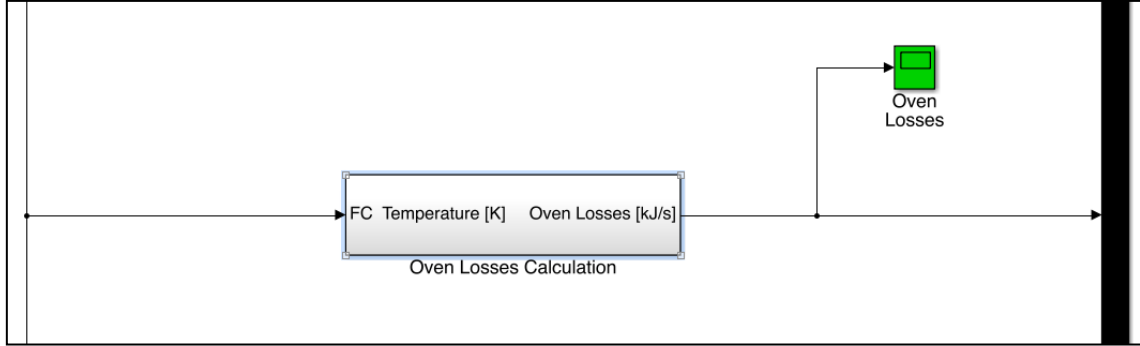 Oven
Losses
FC  Temperature [K]
Oven Losses [kJ/s]
Oven Losses Calculation